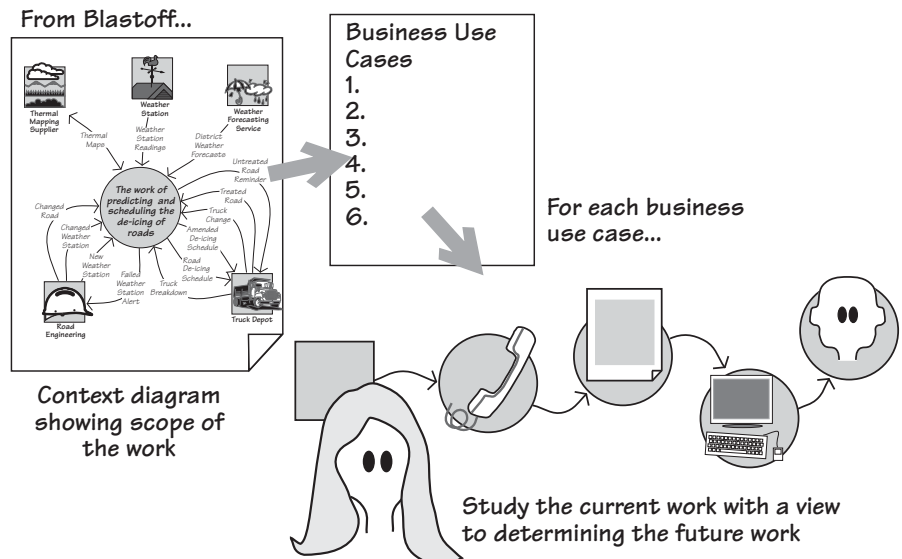 From Blastoff...
Thermal
Mapping
Supplier
Weather
Station
Weather
Forecasting
Service
Thermal
Maps
Weather
Station
Readings
District
Weather
Forecasts
Untreated
Road
Reminder
The work of
predicting and
scheduling the
de-icing of
roads
Treated
Road
Truck
Change
Amended
De-icing
Schedule
Road
De-icing
Schedule
Changed
Road
Changed
Weather
Station
New
Weather
Station
Failed
Weather
Station
Alert
Truck
Breakdown
Road
Engineering
Truck Depot
Context diagram
showing scope of
the work
Business Use
Cases
1.
2.
3.
4.
5.
6.
For each business
use case...
Study the current work with a view
to determining the future work